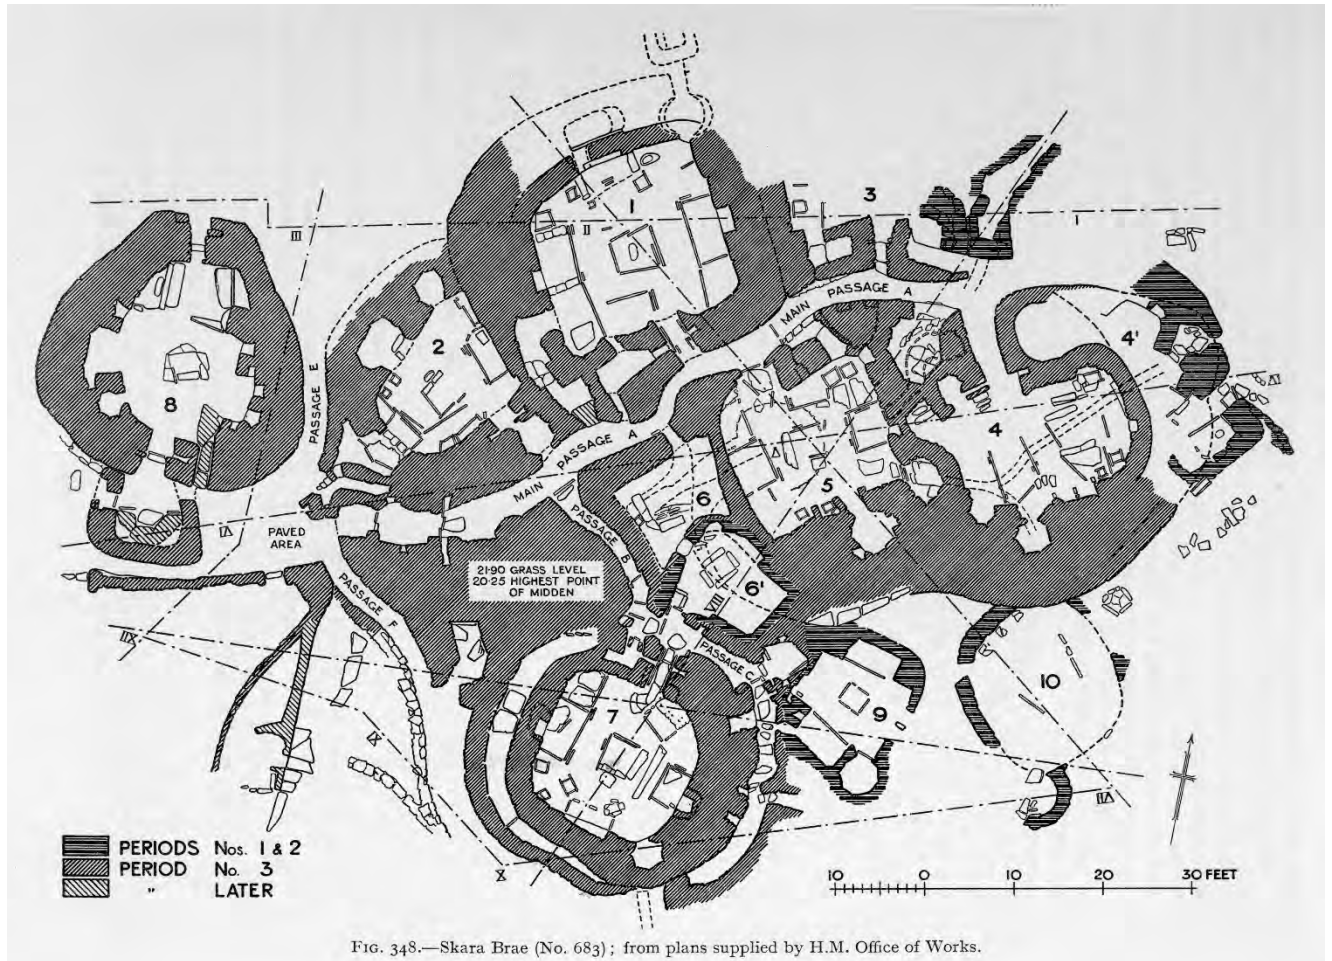 1
3
I
II
III
MAIN PASSAGE A
4'
2
PASSAGE E
8
4
MAIN PASSAGE A
6
5
PASSAGE B
PAVED
AREA
21·90 GRASS LEVEL
20·25 HIGHEST POINT
OF MIDDEN
PASSAGE F
6'
VIII
PASSAGE C
10
7
9
IX
X
PERIODS Nos. 1 & 2
PERIOD No. 3
" LATER
10 0 10 20 30 FEET
FIG. 348.—Skara Brae (No. 683); from plans supplied by H.M. Office of Works.